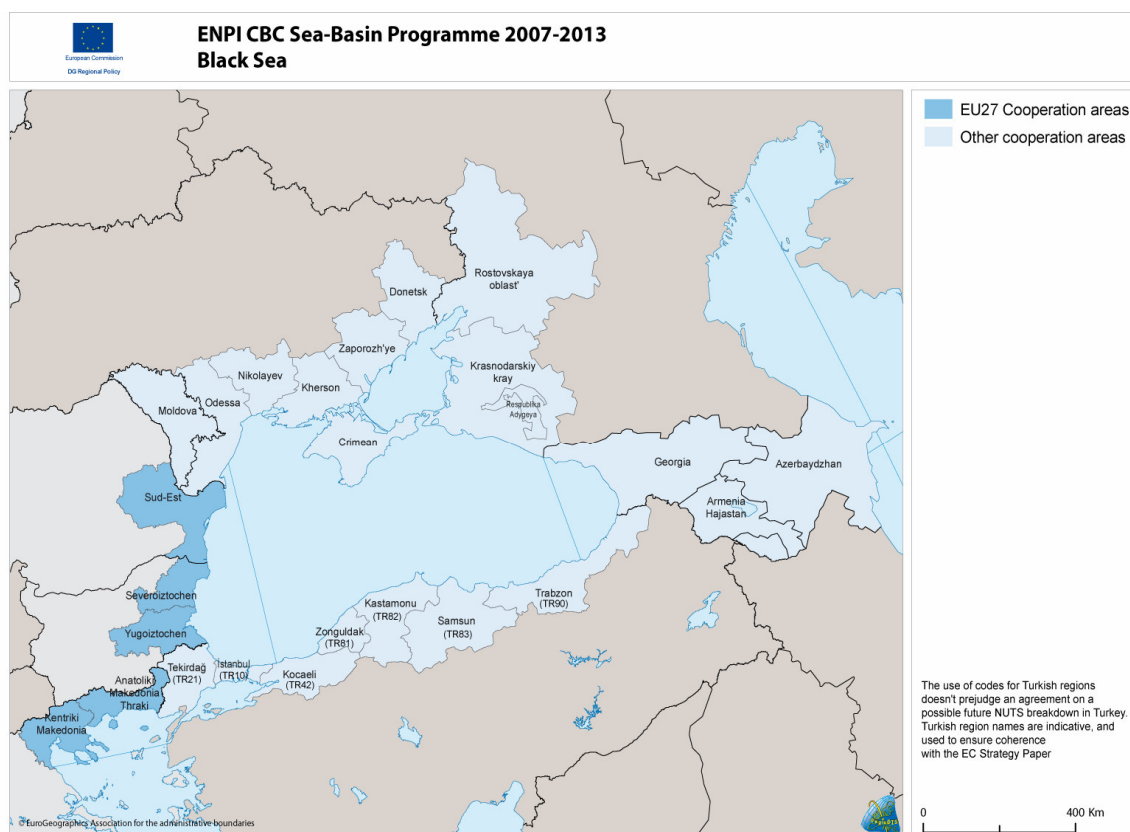 European Commission
DG Regional Policy
ENPI CBC Sea-Basin Programme 2007-2013
Black Sea
EU27 Cooperation areas
Other cooperation areas
Rostovskaya
oblast'
Donetsk
Zaporozh'ye
Krasnodarskiy
kray
Nikolayev
Kherson
Respublika
Adygeya
Odessa
Moldova
Crimean
Georgia
Azerbaydzhan
Sud-Est
Armenia
Hajastan
Severoiztochen
Trabzon
(TR90)
Kastamonu
(TR82)
Samsun
(TR83)
Yugoiztochen
Zonguldak
(TR81)
Tekirdağ
(TR21)
İstanbul
(TR10)
Kocaeli
(TR42)
Anatoliki
Makedonia
Thraki
Kentriki
Makedonia
The use of codes for Turkish regions
doesn't prejudge an agreement on a
possible future NUTS breakdown in Turkey.
Turkish region names are indicative, and
used to ensure coherence
with the EC Strategy Paper
0 400 Km
© EuroGeographics Association for the administrative boundaries